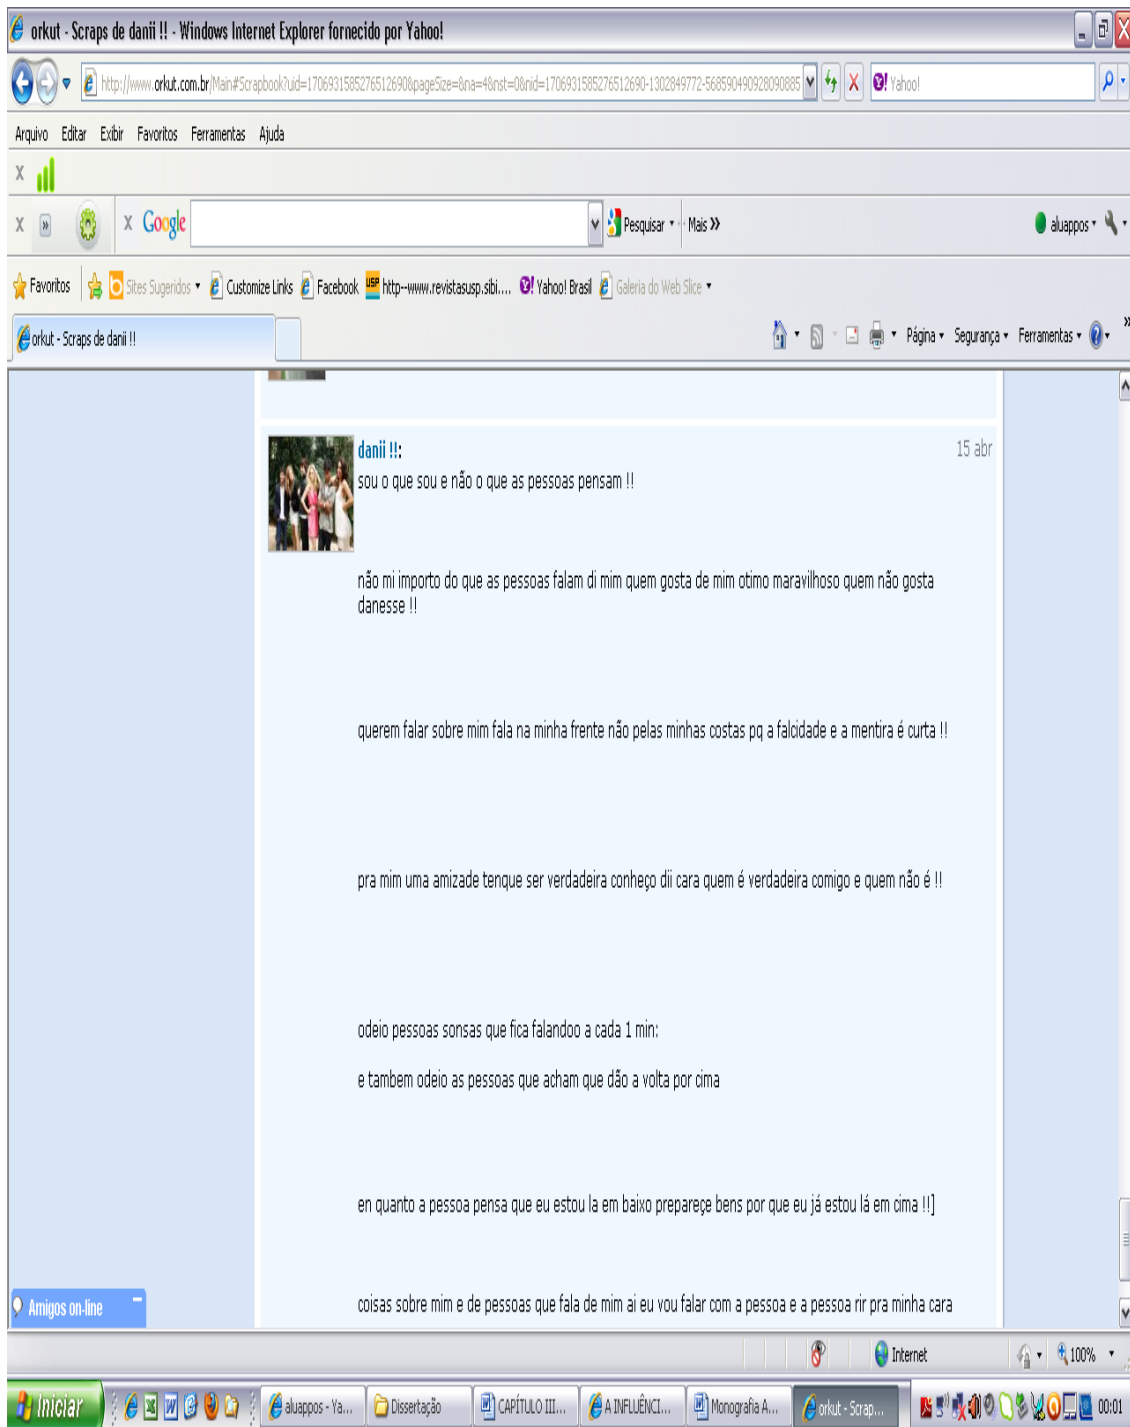 orkut - Scraps de danii !! - Windows Internet Explorer fornecido por Yahoo!
http://www.orkut.com.br/Main#Scrapbook?uid=17069315852765126908&pageSize=&na=4&nst=0&nid=17069315852765126908-1302849772-5685904909280908​85
Yahoo!
Arquivo Editar Exibir Favoritos Ferramentas Ajuda
X
X » X Google Pesquisar Mais » aluappos
Favoritos Sites Sugeridos Customize Links Facebook USP http--www.revistasusp.sibi.... Yahoo! Brasil Galeria do Web Slice
orkut - Scraps de danii !! Página Segurança Ferramentas »
danii !!: 15 abr
sou o que sou e não o que as pessoas pensam !!
não mi importo do que as pessoas falam di mim quem gosta de mim otimo maravilhoso quem não gosta
danesse !!
querem falar sobre mim fala na minha frente não pelas minhas costas pq a falcidade e a mentira é curta !!
pra mim uma amizade tenque ser verdadeira conheço dii cara quem é verdadeira comigo e quem não é !!
odeio pessoas sonsas que fica falandoo a cada 1 min:
e tambem odeio as pessoas que acham que dão a volta por cima
en quanto a pessoa pensa que eu estou la em baixo prepareçe bens por que eu já estou lá em cima !!]
coisas sobre mim e de pessoas que fala de mim ai eu vou falar com a pessoa e a pessoa rir pra minha cara
Amigos on-line
Internet 100%
Iniciar aluappos - Ya... Dissertação CAPÍTULO III... A INFLUÊNCI... Monografia A... orkut - Scrap... 00:01